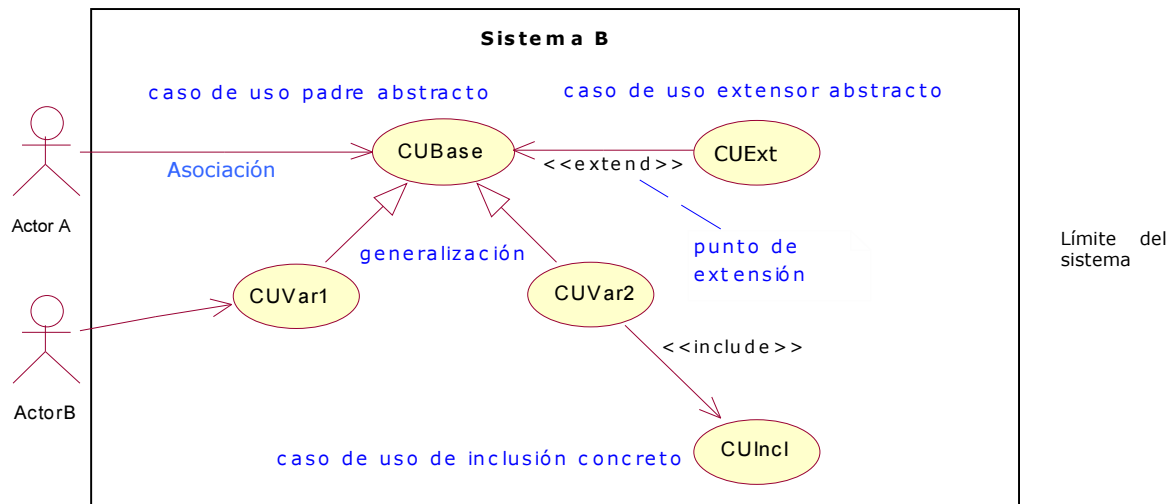 Sistema B
caso de uso padre abstracto
caso de uso extensor abstracto
CUBase
CUExt
<<extend>>
Asociación
Actor A
generalización
punto de
extensión
Límite del
sistema
CUVar1
CUVar2
<<include>>
ActorB
CUIncl
caso de uso de inclusión concreto